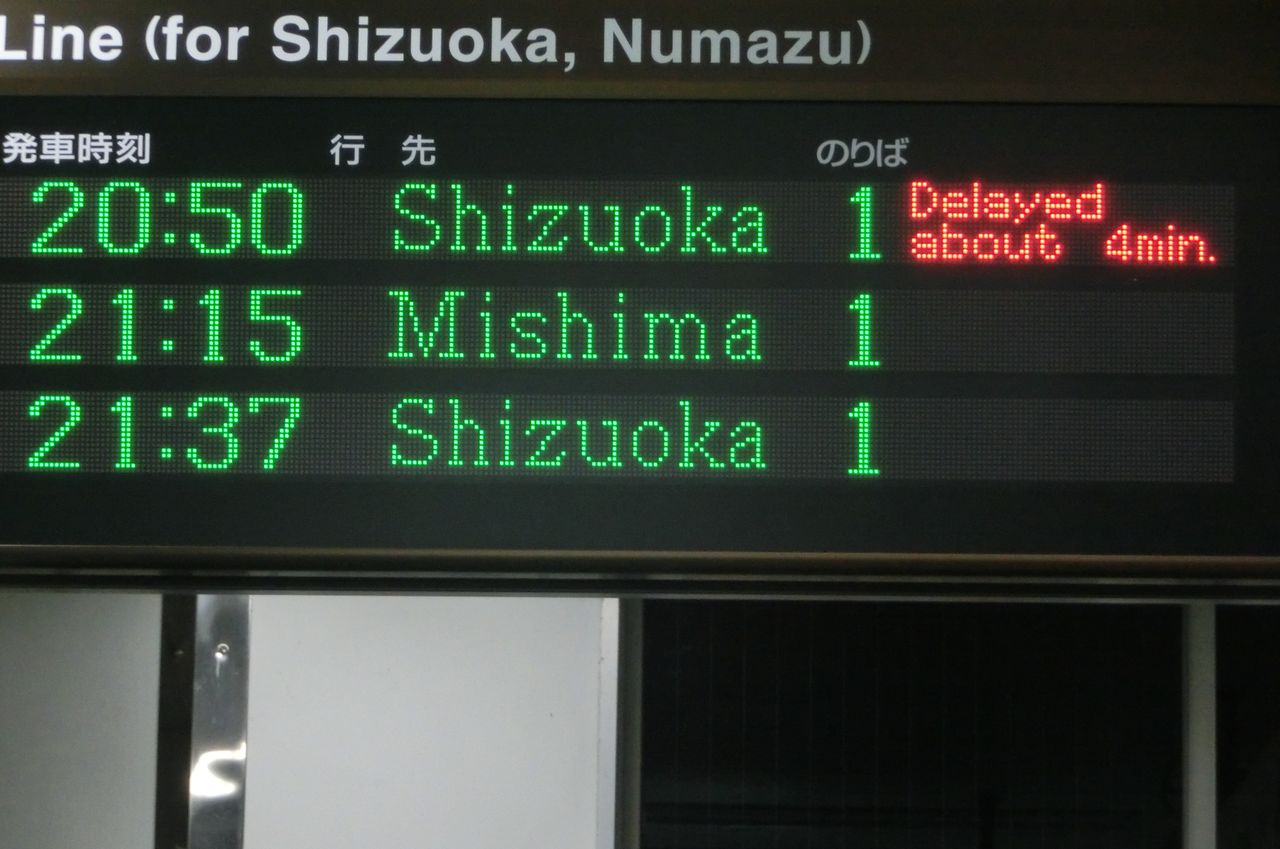 Line (for Shizuoka, Numazu)
発車時刻 行先 のりば
20:50 Shizuoka 1 Delayed about 4min.
21:15 Mishima 1
21:37 Shizuoka 1